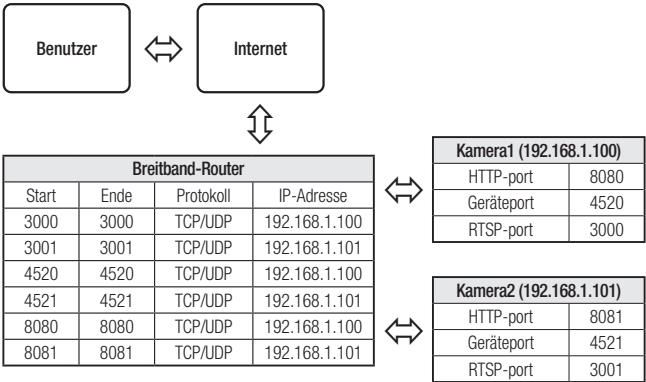 Benutzer
Internet
Breitband-Router
Start Ende Protokoll IP-Adresse
3000 3000 TCP/UDP 192.168.1.100
3001 3001 TCP/UDP 192.168.1.101
4520 4520 TCP/UDP 192.168.1.100
4521 4521 TCP/UDP 192.168.1.101
8080 8080 TCP/UDP 192.168.1.100
8081 8081 TCP/UDP 192.168.1.101
Kamera1 (192.168.1.100)
HTTP-port 8080
Geräteport 4520
RTSP-port 3000
Kamera2 (192.168.1.101)
HTTP-port 8081
Geräteport 4521
RTSP-port 3001